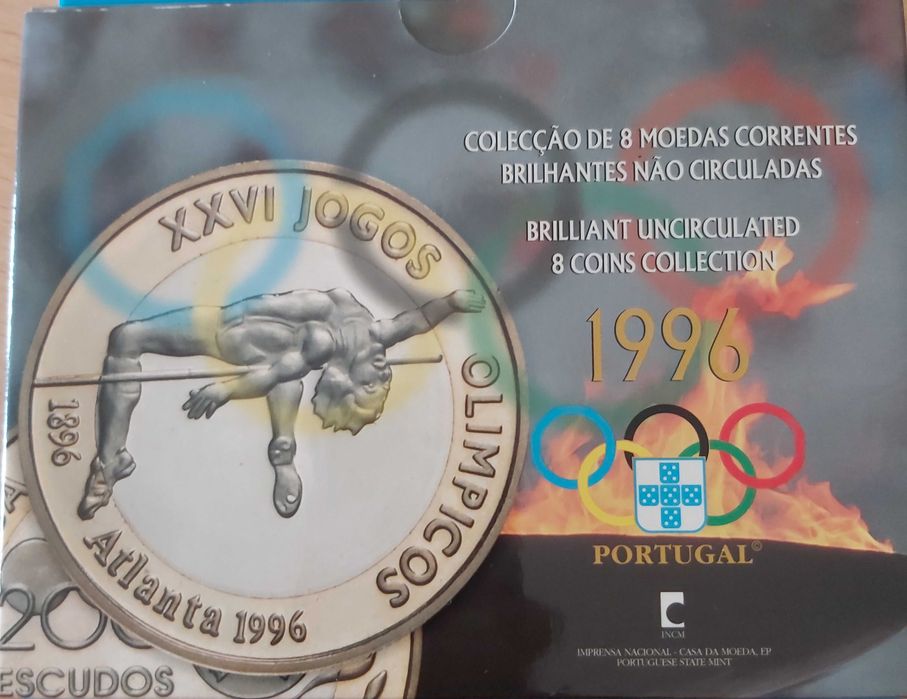 COLECÇÃO DE 8 MOEDAS CORRENTES
BRILHANTES NÃO CIRCULADAS
BRILLIANT UNCIRCULATED
8 COINS COLLECTION
1996
XXVI JOGOS OLIMPICOS
1896
Atlanta 1996
200
ESCUDOS
PORTUGAL©
INCM
IMPRENSA NACIONAL - CASA DA MOEDA, EP
PORTUGUESE STATE MINT